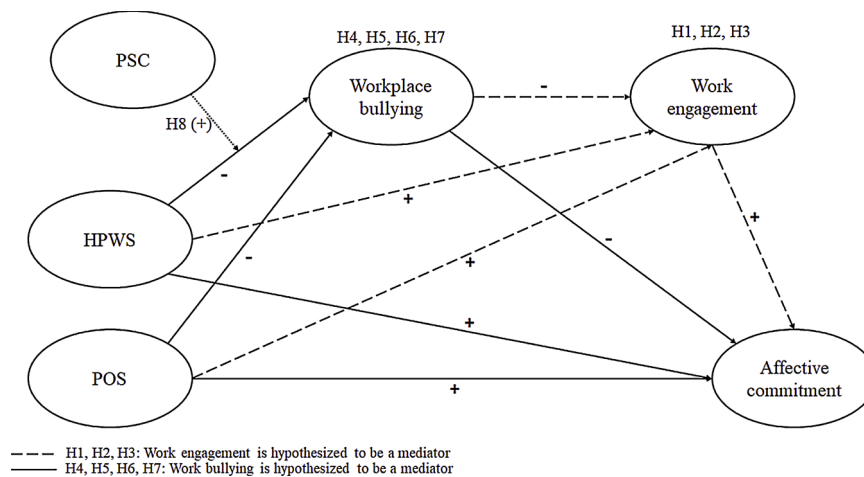 H4, H5, H6, H7
H1, H2, H3
PSC
Workplace
bullying
Work
engagement
-
H8 (+)
-
+
+
HPWS
-
+
-
+
POS
+
Affective
commitment
H1, H2, H3: Work engagement is hypothesized to be a mediator
H4, H5, H6, H7: Work bullying is hypothesized to be a mediator